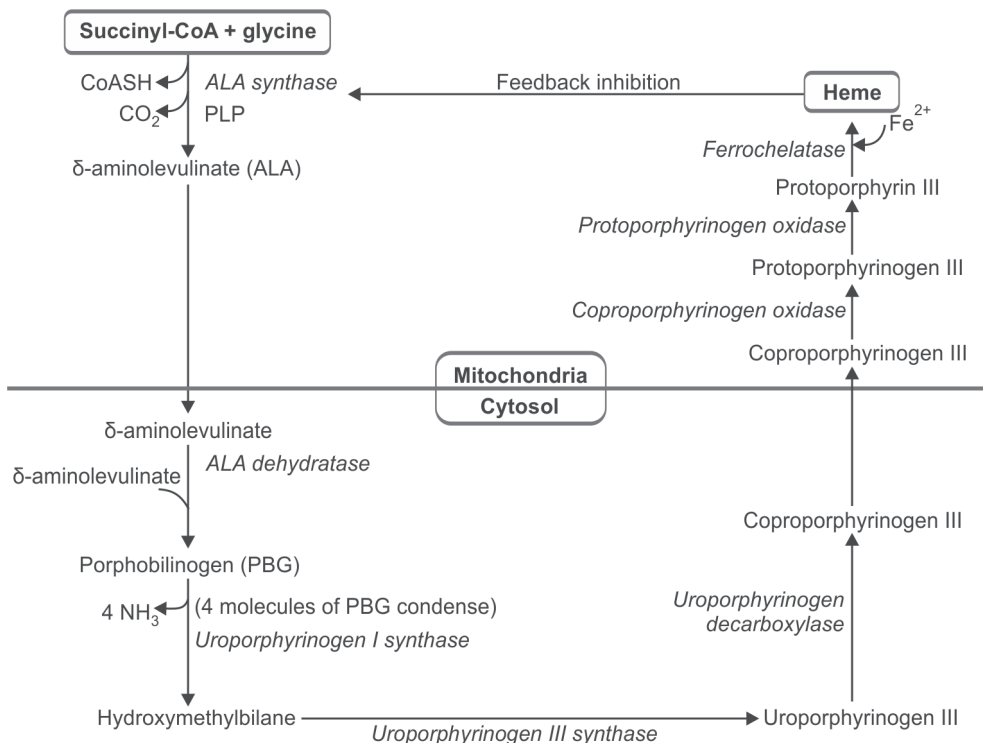 Succinyl-CoA + glycine
CoASH
ALA synthase
CO2
PLP
δ-aminolevulinate (ALA)
Feedback inhibition
Heme
Fe2+
Ferrochelatase
Protoporphyrin III
Protoporphyrinogen oxidase
Protoporphyrinogen III
Coproporphyrinogen oxidase
Coproporphyrinogen III
Mitochondria
Cytosol
δ-aminolevulinate
ALA dehydratase
δ-aminolevulinate
Porphobilinogen (PBG)
4 NH3
(4 molecules of PBG condense)
Uroporphyrinogen I synthase
Hydroxymethylbilane
Uroporphyrinogen III synthase
Uroporphyrinogen III
Uroporphyrinogen
decarboxylase
Coproporphyrinogen III